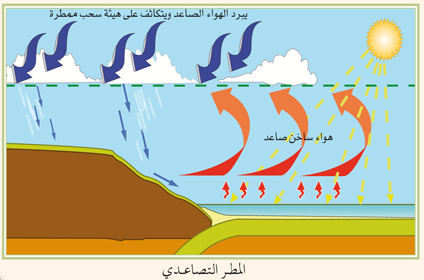 يبرد الهواء الصاعد ويتكاثف على هيئة سحب ممطرة
هواء ساخن صاعد
المطر التصاعدي